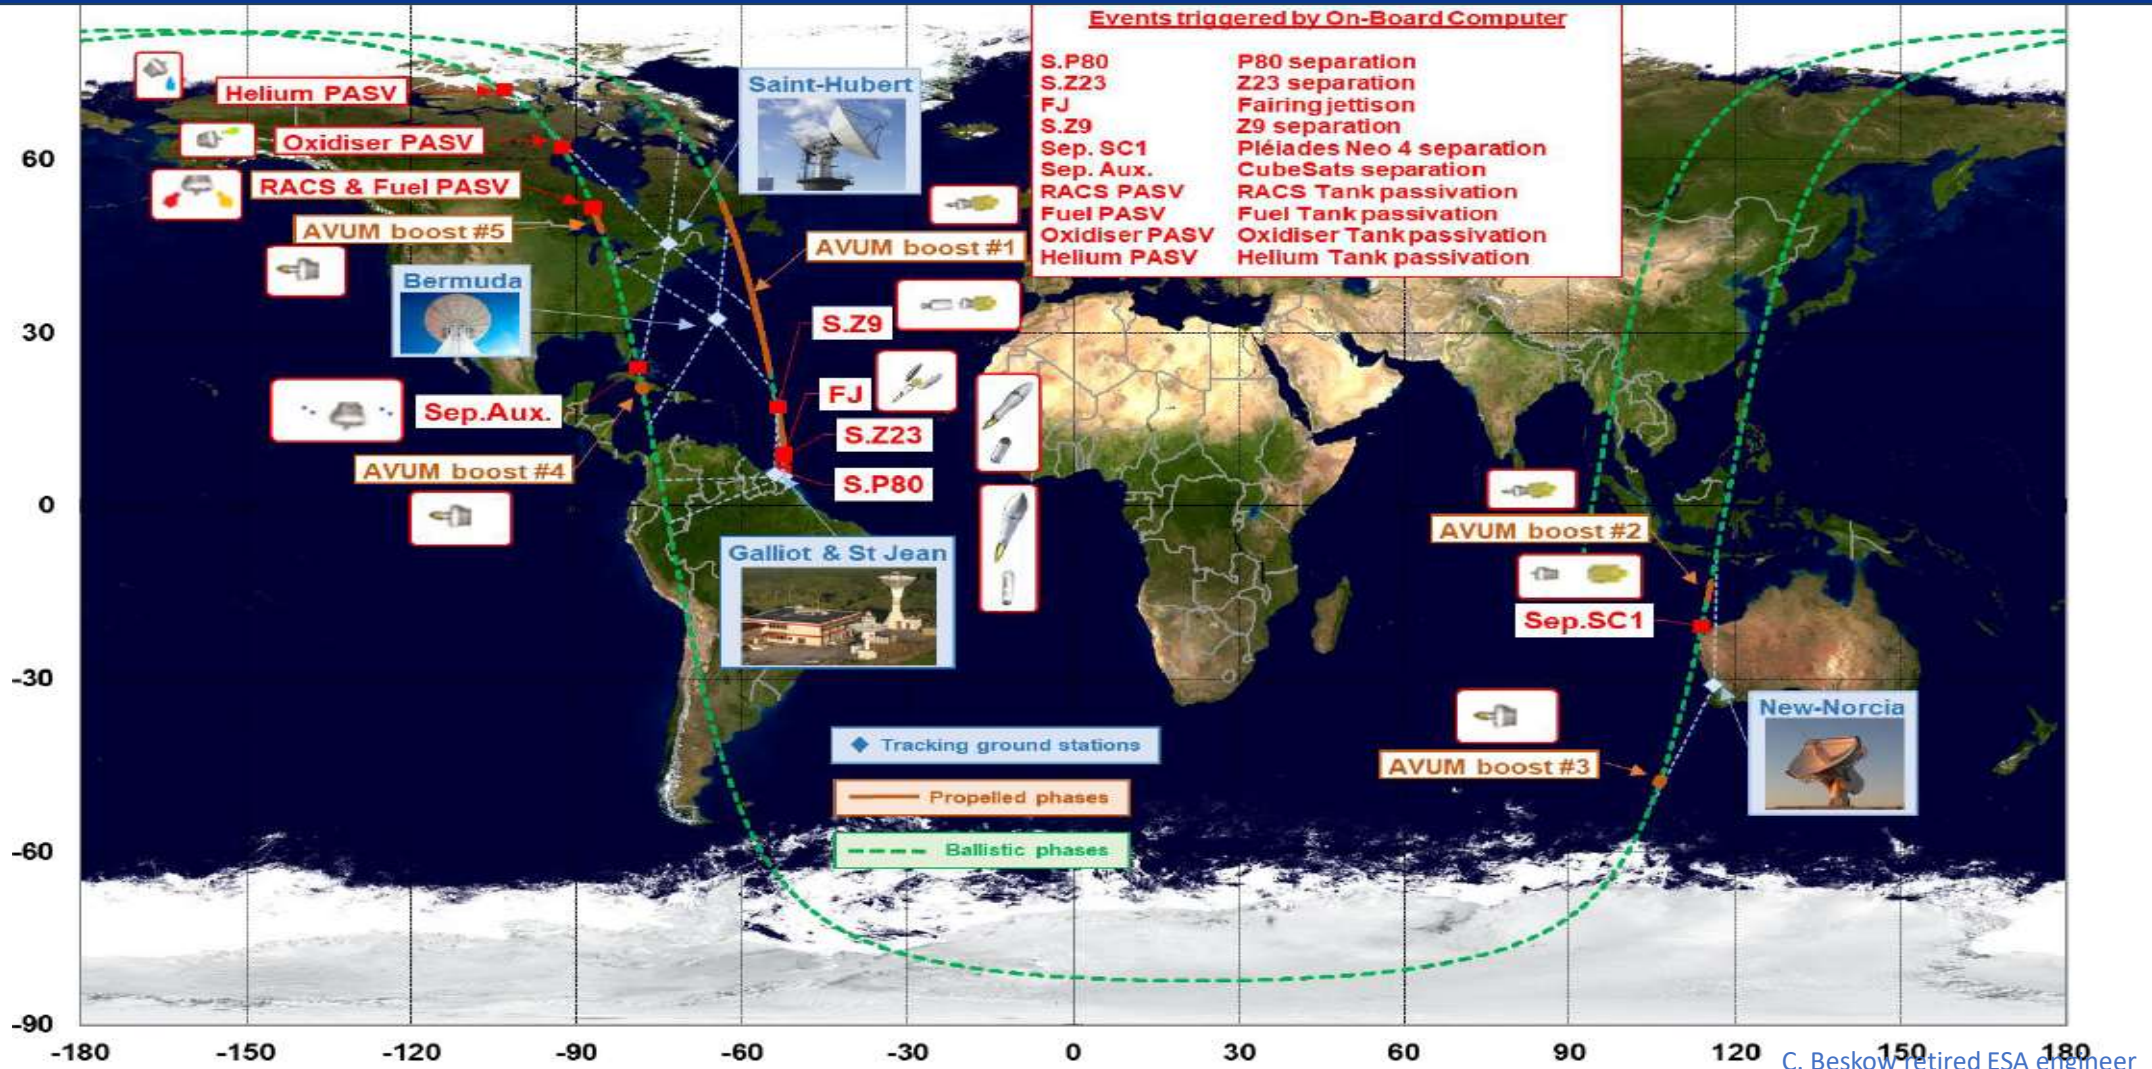 Events triggered by On-Board Computer
S.P80 P80 separation
S.Z23 Z23 separation
FJ Fairing jettison
S.Z9 Z9 separation
Sep. SC1 Pléiades Neo 4 separation
Sep. Aux. CubeSats separation
RACS PASV RACS Tank passivation
Fuel PASV Fuel Tank passivation
Oxidiser PASV Oxidiser Tank passivation
Helium PASV Helium Tank passivation
Helium PASV
Saint-Hubert
Oxidiser PASV
60
RACS & Fuel PASV
AVUM boost #5
AVUM boost #1
Bermuda
30
S.Z9
FJ
Sep.Aux.
S.Z23
AVUM boost #4
S.P80
0
AVUM boost #2
Galliot & St Jean
Sep.SC1
-30
New-Norcia
Tracking ground stations
AVUM boost #3
Propelled phases
-60
Ballistic phases
-90
-180 -150 -120 -90 -60 -30 0 30 60 90 120 150 180
C. Beskow retired ESA engineer